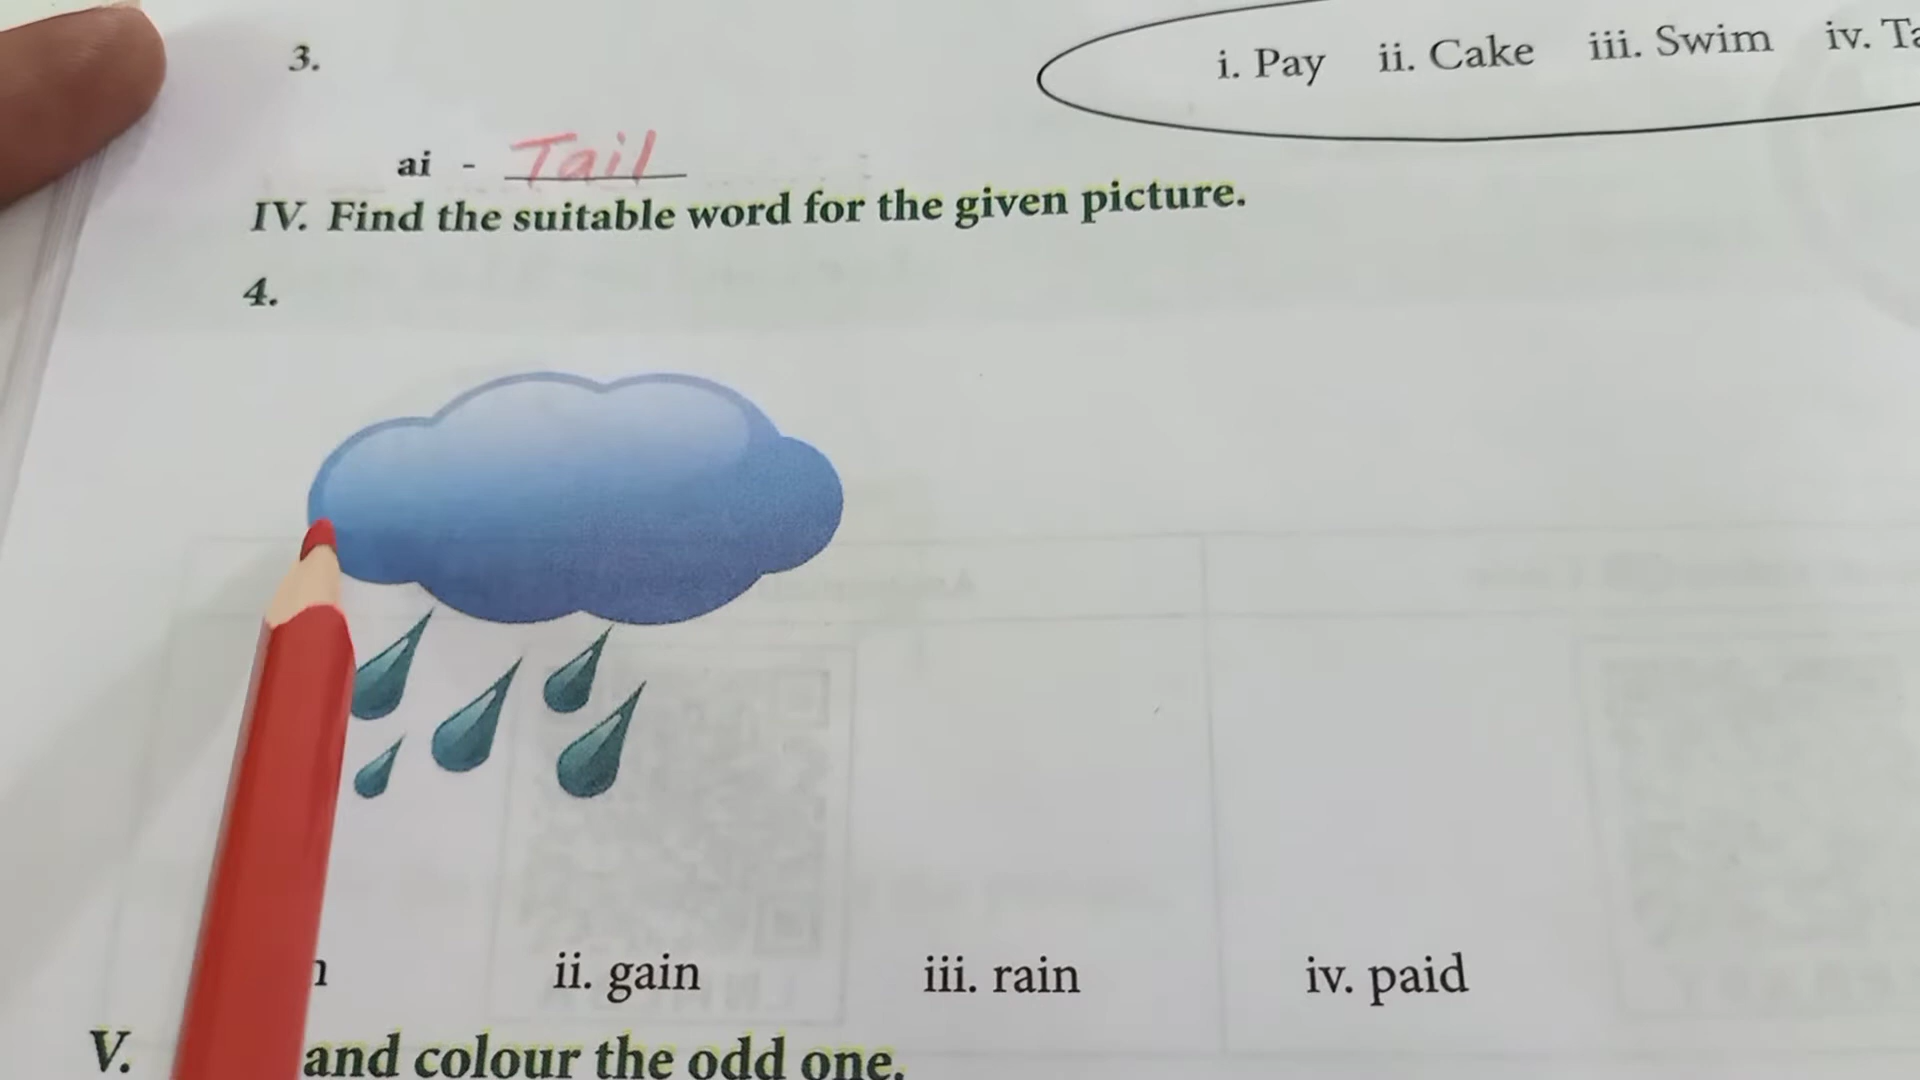 3.
i. Pay ii. Cake iii. Swim iv.
ai - Tail
IV. Find the suitable word for the given picture.
4.
ii. gain iii. rain iv. paid
V. and colour the odd one.